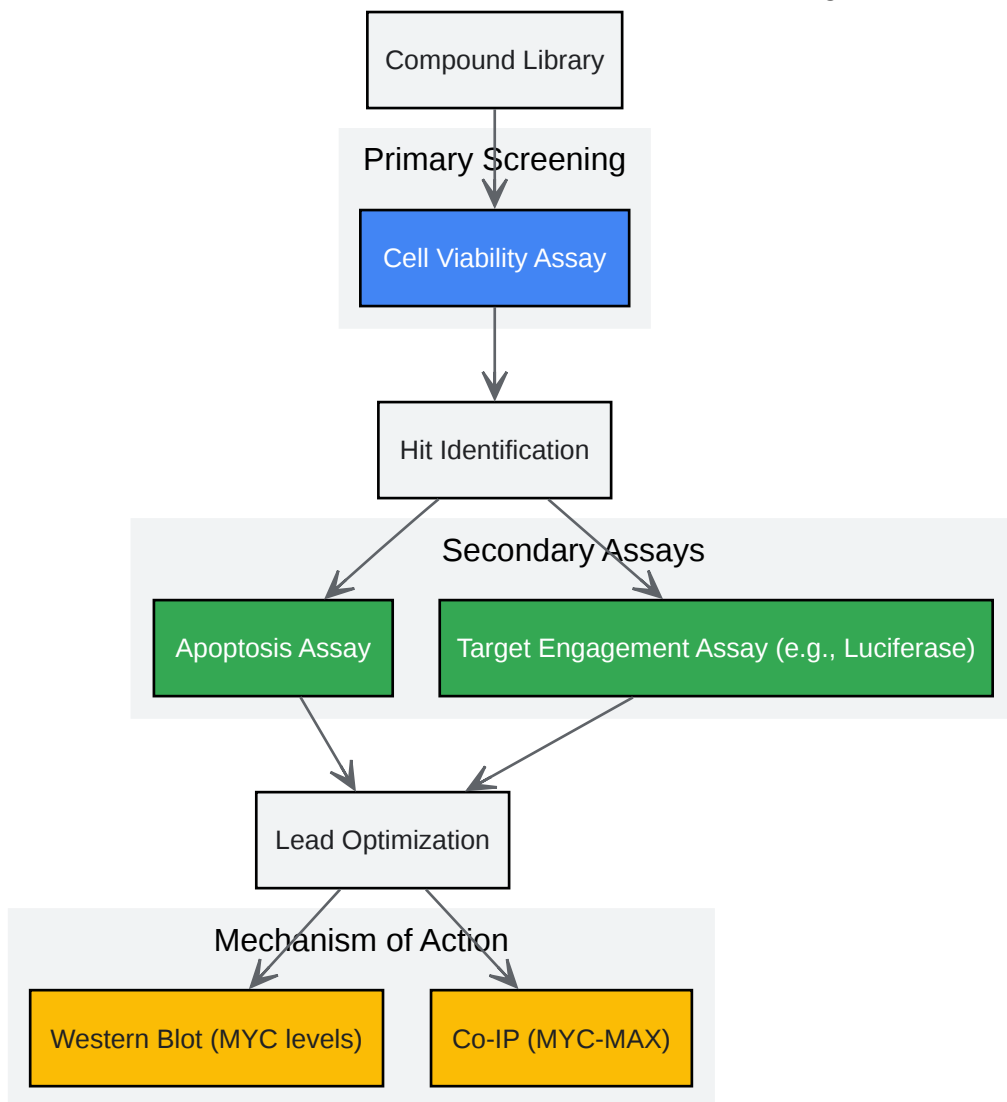 Compound Library
Primary Screening
Cell Viability Assay
Hit Identification
Secondary Assays
Apoptosis Assay
Target Engagement Assay (e.g., Luciferase)
Lead Optimization
Mechanism of Action
Western Blot (MYC levels)
Co-IP (MYC-MAX)